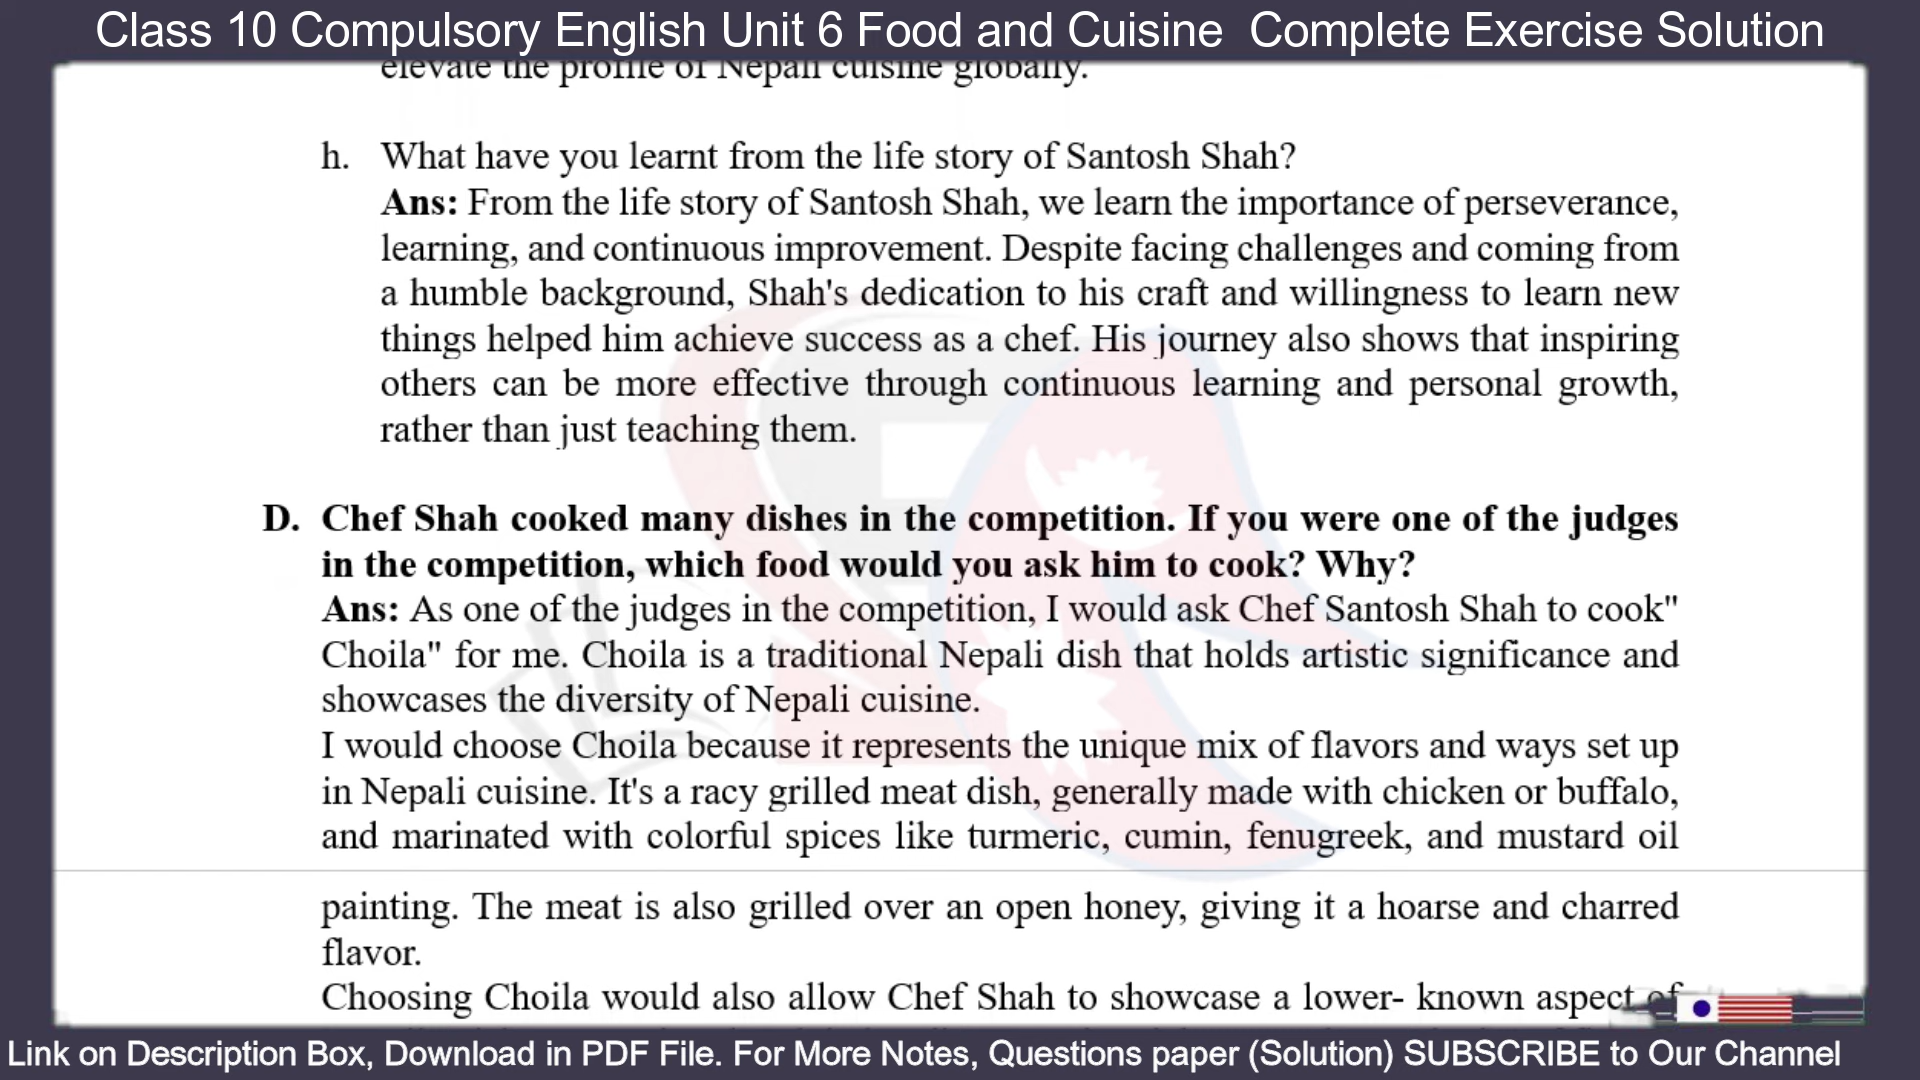 Class 10 Compulsory English Unit 6 Food and Cuisine Complete Exercise Solution
elevate the profile of Nepali cuisine globally.
h. What have you learnt from the life story of Santosh Shah?
Ans: From the life story of Santosh Shah, we learn the importance of perseverance,
learning, and continuous improvement. Despite facing challenges and coming from
a humble background, Shah's dedication to his craft and willingness to learn new
things helped him achieve success as a chef. His journey also shows that inspiring
others can be more effective through continuous learning and personal growth,
rather than just teaching them.
D. Chef Shah cooked many dishes in the competition. If you were one of the judges
in the competition, which food would you ask him to cook? Why?
Ans: As one of the judges in the competition, I would ask Chef Santosh Shah to cook"
Choila" for me. Choila is a traditional Nepali dish that holds artistic significance and
showcases the diversity of Nepali cuisine.
I would choose Choila because it represents the unique mix of flavors and ways set up
in Nepali cuisine. It's a racy grilled meat dish, generally made with chicken or buffalo,
and marinated with colorful spices like turmeric, cumin, fenugreek, and mustard oil
painting. The meat is also grilled over an open honey, giving it a hoarse and charred
flavor.
Choosing Choila would also allow Chef Shah to showcase a lower- known aspect of
Link on Description Box, Download in PDF File. For More Notes, Questions paper (Solution) SUBSCRIBE to Our Channel